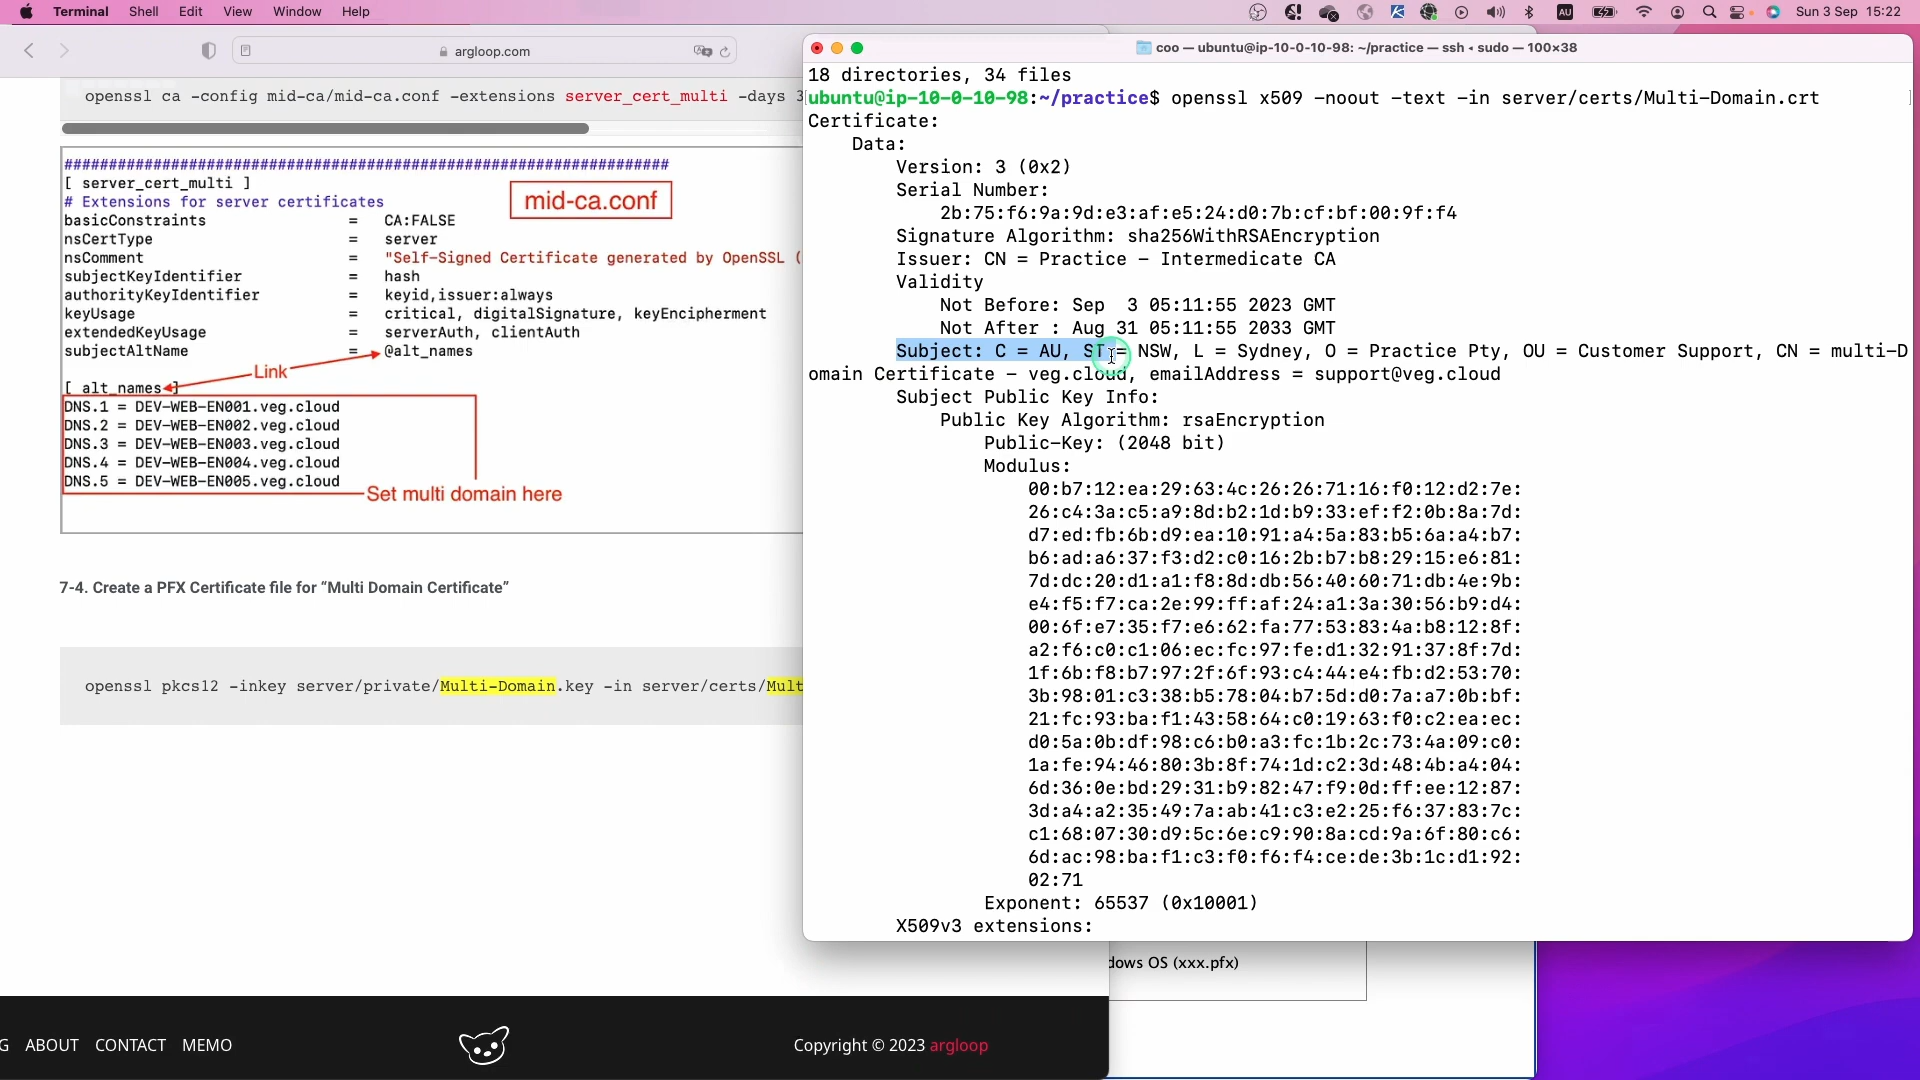 Terminal Shell Edit View Window Help
Sun 3 Sep 15:22
AU
argloop.com
openssl ca -config mid-ca/mid-ca.conf -extensions server_cert_multi -days 3
##################################################################
[ server_cert_multi ]
# Extensions for server certificates
mid-ca.conf
basicConstraints = CA:FALSE
nsCertType = server
nsComment = "Self-Signed Certificate generated by OpenSSL (
subjectKeyIdentifier = hash
authorityKeyIdentifier = keyid,issuer:always
keyUsage = critical, digitalSignature, keyEncipherment
extendedKeyUsage = serverAuth, clientAuth
subjectAltName = @alt_names
Link
[ alt_names ]
DNS.1 = DEV-WEB-EN001.veg.cloud
DNS.2 = DEV-WEB-EN002.veg.cloud
DNS.3 = DEV-WEB-EN003.veg.cloud
DNS.4 = DEV-WEB-EN004.veg.cloud
DNS.5 = DEV-WEB-EN005.veg.cloud
Set multi domain here
7-4. Create a PFX Certificate file for “Multi Domain Certificate”
openssl pkcs12 -inkey server/private/Multi-Domain.key -in server/certs/Mult
G ABOUT CONTACT MEMO
Copyright © 2023 argloop
coo — ubuntu@ip-10-0-10-98: ~/practice — ssh ◂ sudo — 100×38
18 directories, 34 files
ubuntu@ip-10-0-10-98:~/practice$ openssl x509 -noout -text -in server/certs/Multi-Domain.crt
Certificate:
Data:
Version: 3 (0x2)
Serial Number:
2b:75:f6:9a:9d:e3:af:e5:24:d0:7b:cf:bf:00:9f:f4
Signature Algorithm: sha256WithRSAEncryption
Issuer: CN = Practice - Intermedicate CA
Validity
Not Before: Sep  3 05:11:55 2023 GMT
Not After : Aug 31 05:11:55 2033 GMT
Subject: C = AU, ST = NSW, L = Sydney, O = Practice Pty, OU = Customer Support, CN = multi-D
omain Certificate - veg.cloud, emailAddress = support@veg.cloud
Subject Public Key Info:
Public Key Algorithm: rsaEncryption
Public-Key: (2048 bit)
Modulus:
00:b7:12:ea:29:63:4c:26:26:71:16:f0:12:d2:7e:
26:c4:3a:c5:a9:8d:b2:1d:b9:33:ef:f2:0b:8a:7d:
d7:ed:fb:6b:d9:ea:10:91:a4:5a:83:b5:6a:a4:b7:
b6:ad:a6:37:f3:d2:c0:16:2b:b7:b8:29:15:e6:81:
7d:dc:20:d1:a1:f8:8d:db:56:40:60:71:db:4e:9b:
e4:f5:f7:ca:2e:99:ff:af:24:a1:3a:30:56:b9:d4:
00:6f:e7:35:f7:e6:62:fa:77:53:83:4a:b8:12:8f:
a2:f6:c0:c1:06:ec:fc:97:fe:d1:32:91:37:8f:7d:
1f:6b:f8:b7:97:2f:6f:93:c4:44:e4:fb:d2:53:70:
3b:98:01:c3:38:b5:78:04:b7:5d:d0:7a:a7:0b:bf:
21:fc:93:ba:f1:43:58:64:c0:19:63:f0:c2:ea:ec:
d0:5a:0b:df:98:c6:b0:a3:fc:1b:2c:73:4a:09:c0:
1a:fe:94:46:80:3b:8f:74:1d:c2:3d:48:4b:a4:04:
6d:36:0e:bd:29:31:b9:82:47:f9:0d:ff:ee:12:87:
3d:a4:a2:35:49:7a:ab:41:c3:e2:25:f6:37:83:7c:
c1:68:07:30:d9:5c:6e:c9:90:8a:cd:9a:6f:80:c6:
6d:ac:98:ba:f1:c3:f0:f6:f4:ce:de:3b:1c:d1:92:
02:71
Exponent: 65537 (0x10001)
X509v3 extensions:
dows OS (xxx.pfx)